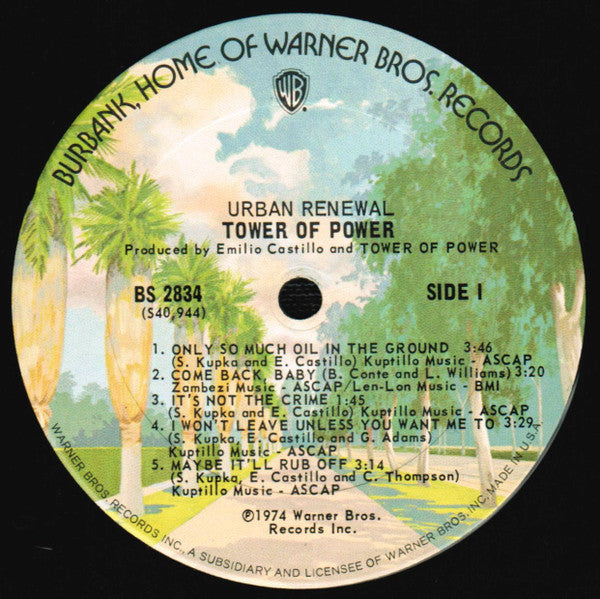 BURBANK, HOME OF WARNER BROS. RECORDS
WB
URBAN RENEWAL
TOWER OF POWER
Produced by Emilio Castillo and TOWER OF POWER
BS 2834
(S40,944)
SIDE I
1. ONLY SO MUCH OIL IN THE GROUND 3:46
(S. Kupka and E. Castillo) Kuptillo Music - ASCAP
2. COME BACK, BABY (B. Conte and L. Williams) 3:20
Zambezi Music - ASCAP/Len-Lon Music - BMI
3. IT'S NOT THE CRIME 1:45
(S. Kupka and E. Castillo) Kuptillo Music - ASCAP
4. I WON'T LEAVE UNLESS YOU WANT ME TO 3:29
(S. Kupka, E. Castillo and G. Adams)
Kuptillo Music - ASCAP
5. MAYBE IT'LL RUB OFF 3:14
(S. Kupka, E. Castillo and C. Thompson)
Kuptillo Music - ASCAP
℗1974 Warner Bros.
Records Inc.
WARNER BROS. RECORDS INC., A SUBSIDIARY AND LICENSEE OF WARNER BROS. INC. MADE IN U.S.A.